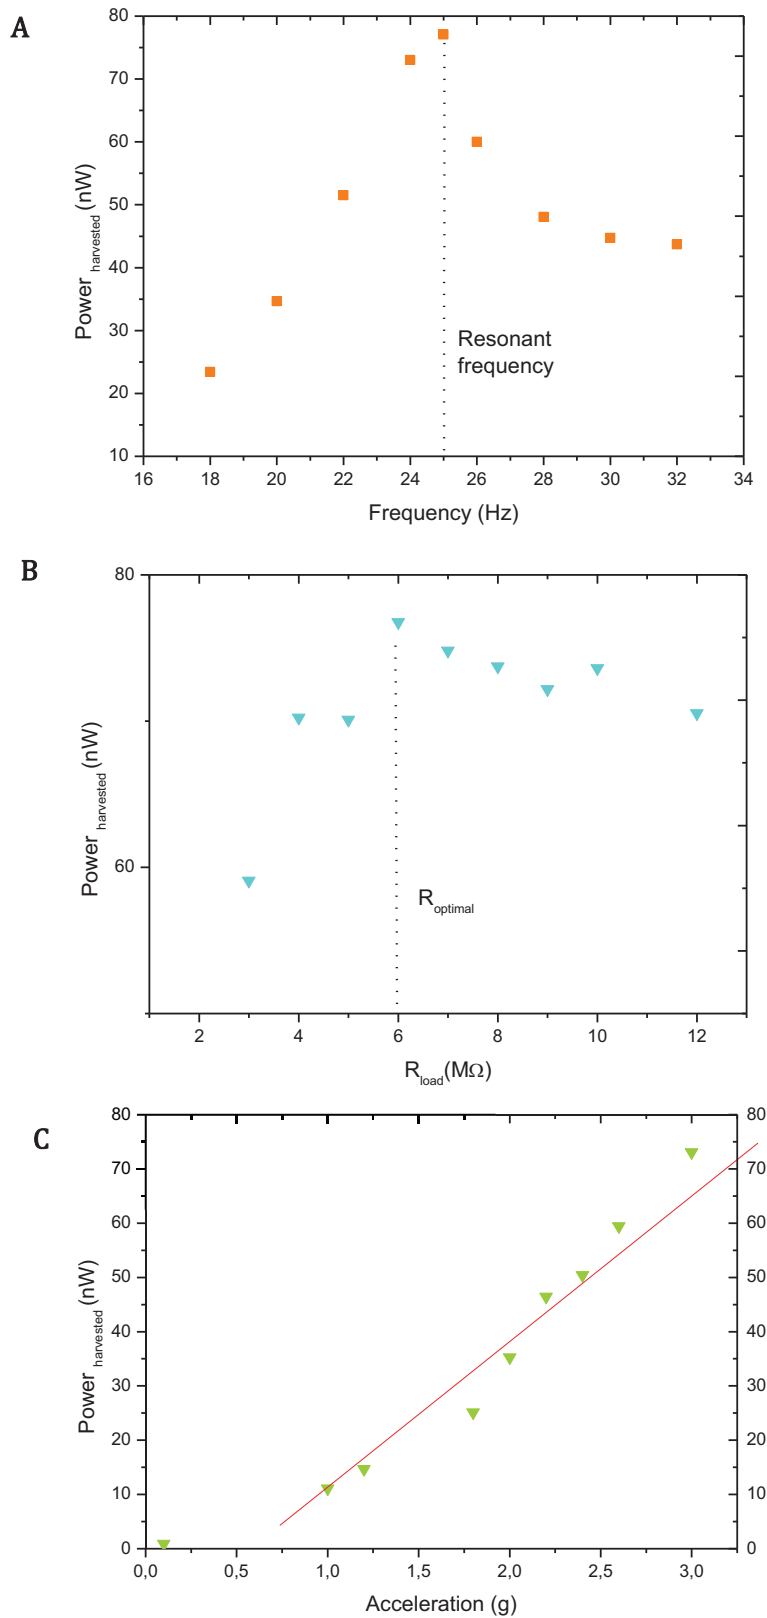 A
80
70
60
50
40
30
20
10
Power harvested (nW)
Resonant
frequency
16 18 20 22 24 26 28 30 32 34
Frequency (Hz)
B
80
60
Power harvested (nW)
Roptimal
2 4 6 8 10 12
Rload(MΩ)
C
80 80
70 70
60 60
50 50
40 40
30 30
20 20
10 10
0 0
Power harvested (nW)
0,0 0,5 1,0 1,5 2,0 2,5 3,0
Acceleration (g)